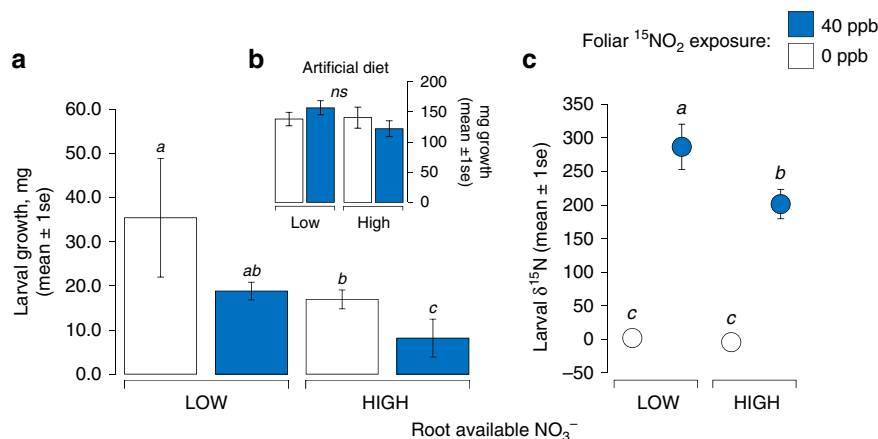 Foliar ¹⁵NO₂ exposure:
40 ppb
0 ppb
a
Larval growth, mg
(mean ± 1se)
60.0
50.0
40.0
30.0
20.0
10.0
0.0
a
ab
b
c
LOW
HIGH
b
Artificial diet
ns
200
150
100
50
0
mg growth
(mean ±1se)
Low
High
c
Larval δ¹⁵N (mean ± 1se)
350
300
250
200
150
100
50
0
–50
a
b
c
c
LOW
HIGH
Root available NO₃⁻